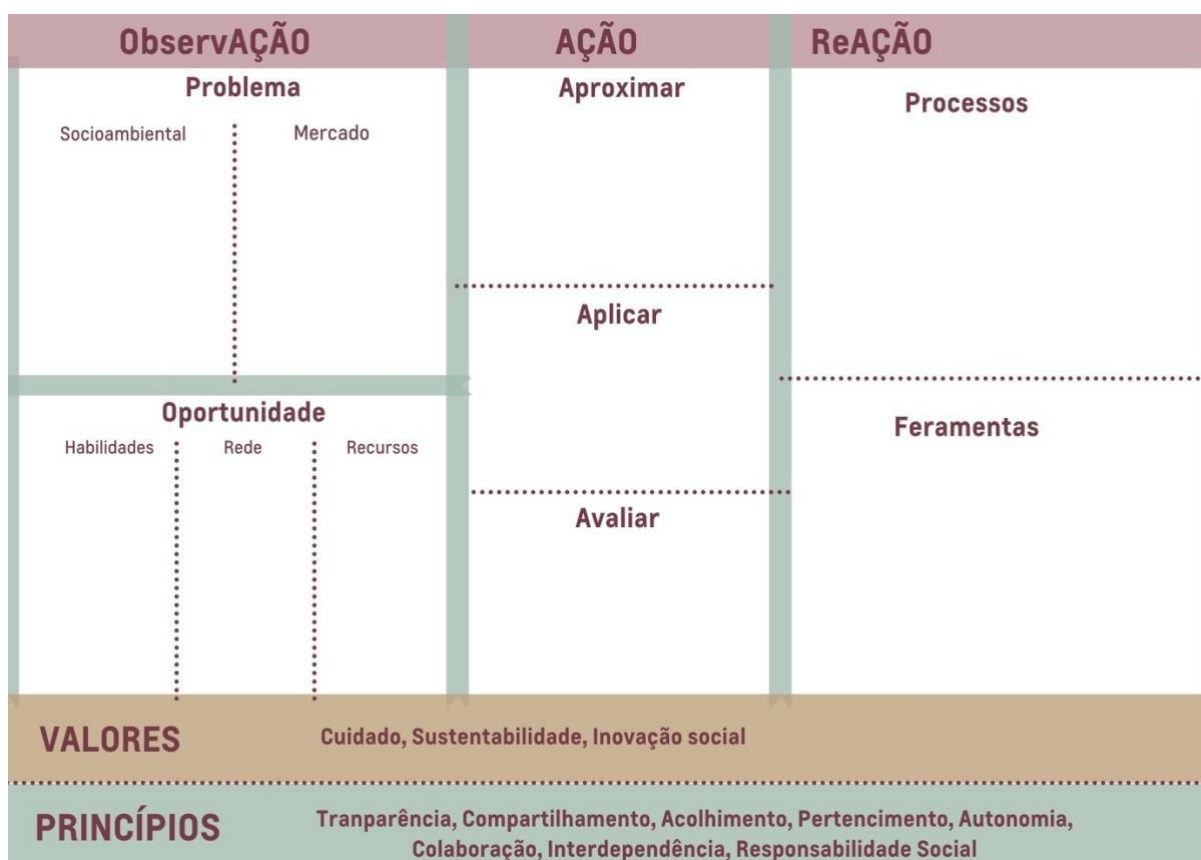 ObservAÇÃO
AÇÃO
ReAÇÃO
Problema
Socioambiental
Mercado
Oportunidade
Habilidades
Rede
Recursos
Aproximar
Aplicar
Avaliar
Processos
Feramentas
VALORES
Cuidado, Sustentabilidade, Inovação social
PRINCÍPIOS
Tranparência, Compartilhamento, Acolhimento, Pertencimento, Autonomia,
Colaboração, Interdependência, Responsabilidade Social